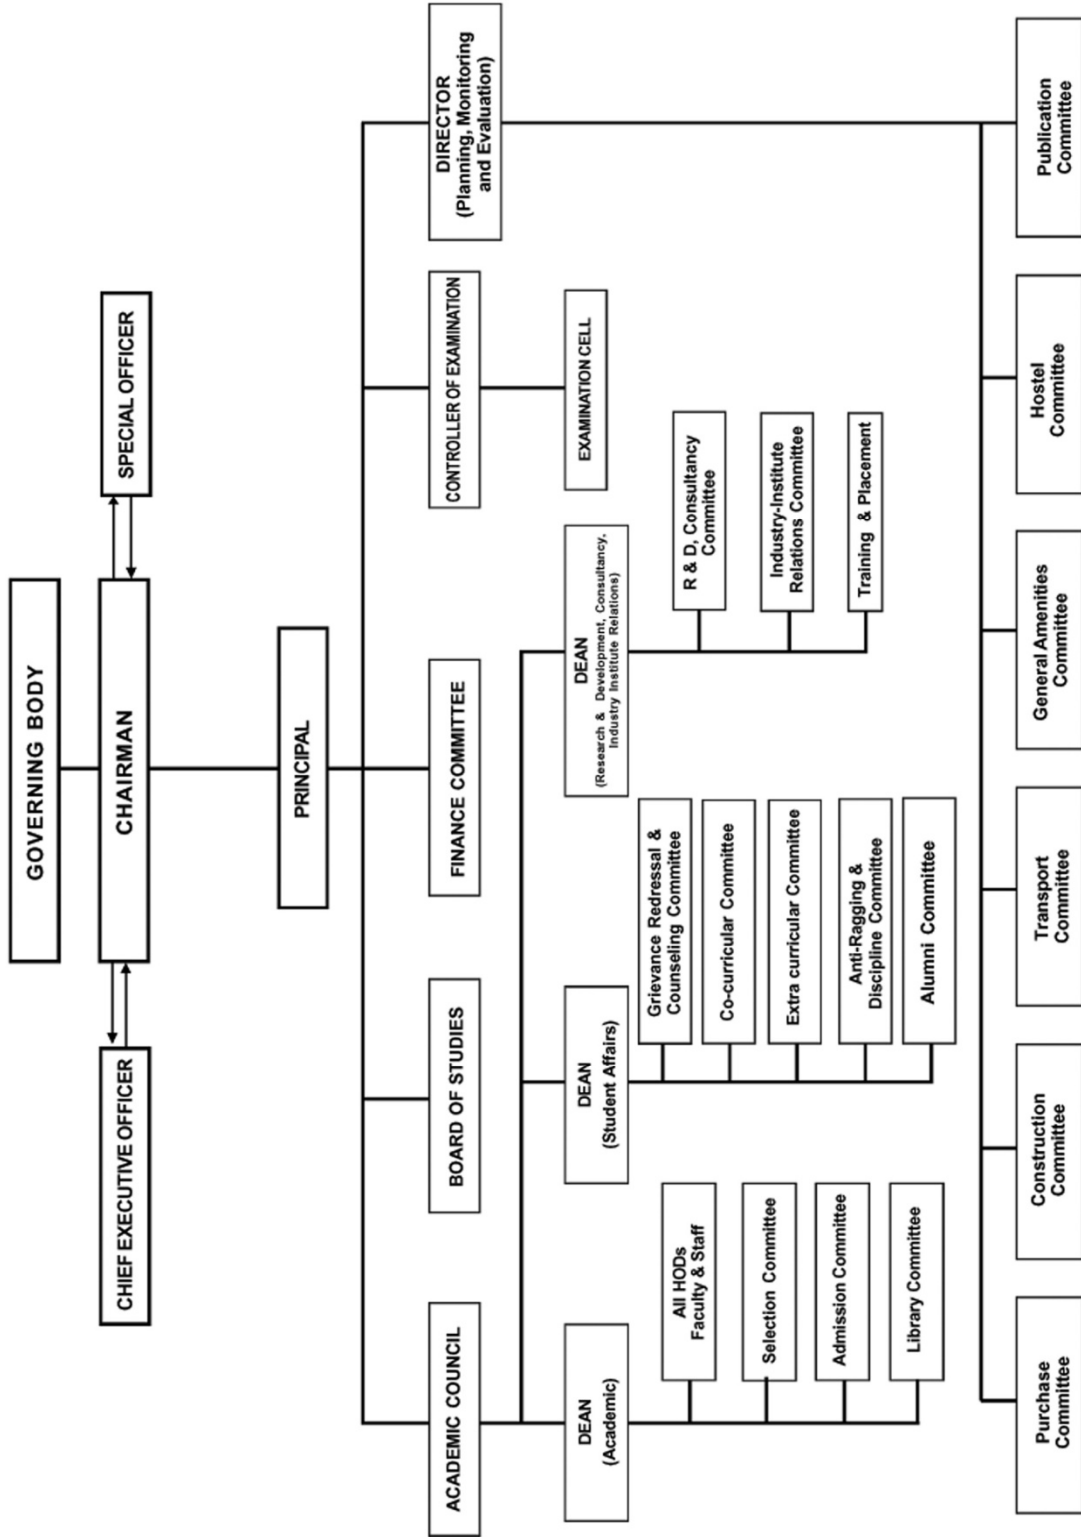 GOVERNING BODY
CHIEF EXECUTIVE OFFICER
CHAIRMAN
SPECIAL OFFICER
PRINCIPAL
ACADEMIC COUNCIL
BOARD OF STUDIES
FINANCE COMMITTEE
CONTROLLER OF EXAMINATION
DIRECTOR
(Planning, Monitoring
and Evaluation)
DEAN
(Academic)
DEAN
(Student Affairs)
DEAN
(Research & Development, Consultancy,
Industry Institute Relations)
EXAMINATION CELL
All HODs
Faculty & Staff
Selection Committee
Admission Committee
Library Committee
Grievance Redressal &
Counseling Committee
Co-curricular Committee
Extra curricular Committee
Anti-Ragging &
Discipline Committee
Alumni Committee
R & D, Consultancy
Committee
Industry-Institute
Relations Committee
Training & Placement
Purchase
Committee
Construction
Committee
Transport
Committee
General Amenities
Committee
Hostel
Committee
Publication
Committee